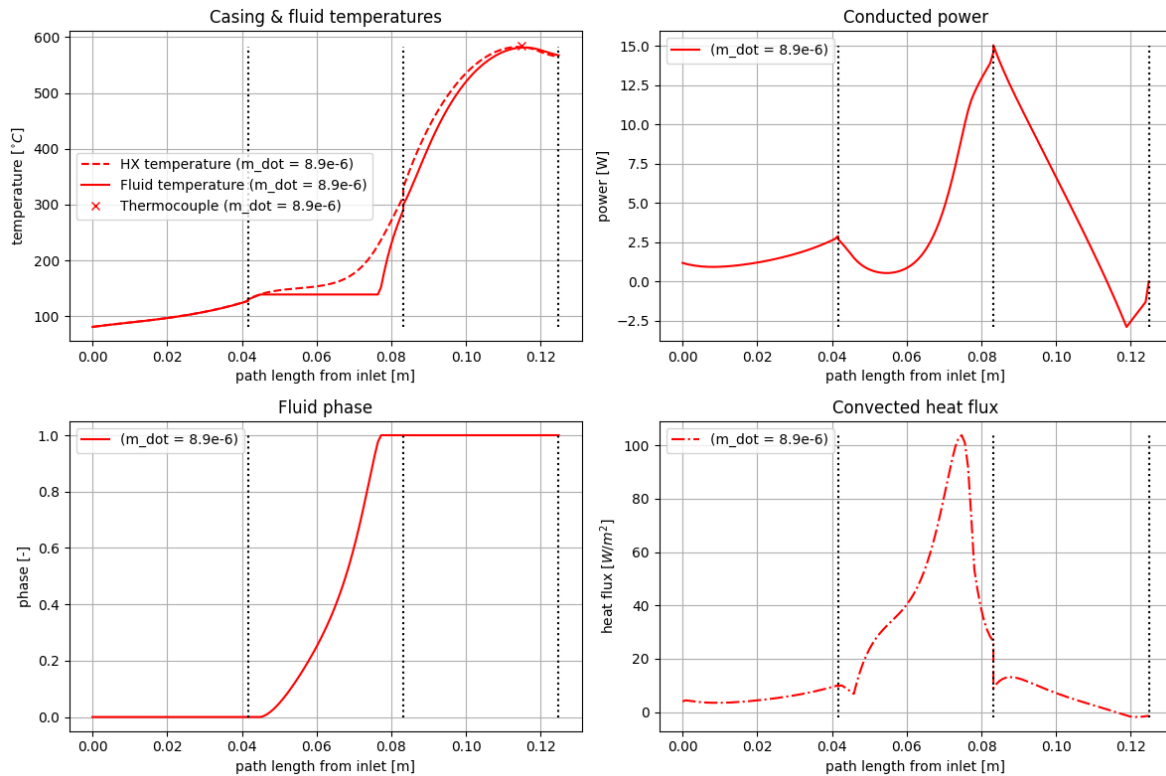 Casing & fluid temperatures
temperature [°C]
600
500
400
300
200
100
HX temperature (m_dot = 8.9e-6)
Fluid temperature (m_dot = 8.9e-6)
Thermocouple (m_dot = 8.9e-6)
0.00 0.02 0.04 0.06 0.08 0.10 0.12
path length from inlet [m]
Conducted power
power [W]
15.0
12.5
10.0
7.5
5.0
2.5
0.0
−2.5
(m_dot = 8.9e-6)
0.00 0.02 0.04 0.06 0.08 0.10 0.12
path length from inlet [m]
Fluid phase
phase [-]
1.0
0.8
0.6
0.4
0.2
0.0
(m_dot = 8.9e-6)
0.00 0.02 0.04 0.06 0.08 0.10 0.12
path length from inlet [m]
Convected heat flux
heat flux [W/m²]
100
80
60
40
20
0
(m_dot = 8.9e-6)
0.00 0.02 0.04 0.06 0.08 0.10 0.12
path length from inlet [m]